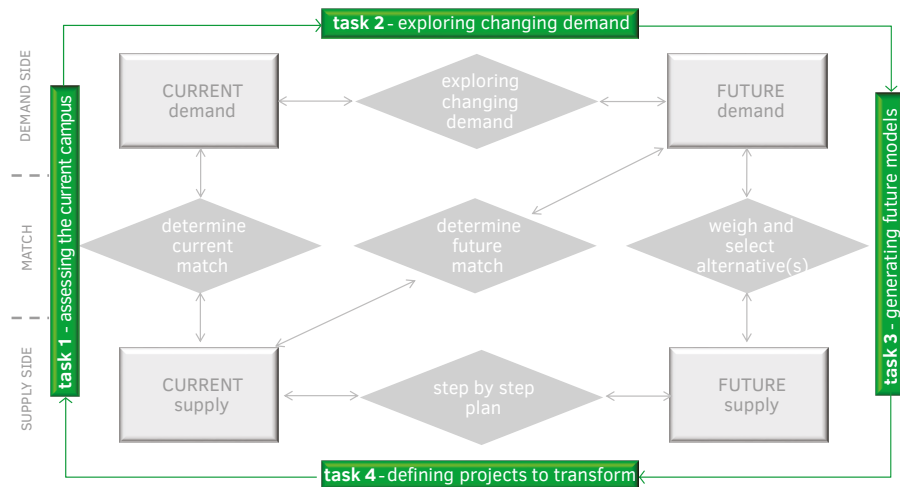 task 2 - exploring changing demand
DEMAND SIDE
CURRENT
demand
exploring
changing
demand
FUTURE
demand
task 1 - assessing the current campus
MATCH
determine
current
match
determine
future
match
weigh and
select
alternative(s)
task 3 - generating future models
SUPPLY SIDE
CURRENT
supply
step by step
plan
FUTURE
supply
task 4 - defining projects to transform